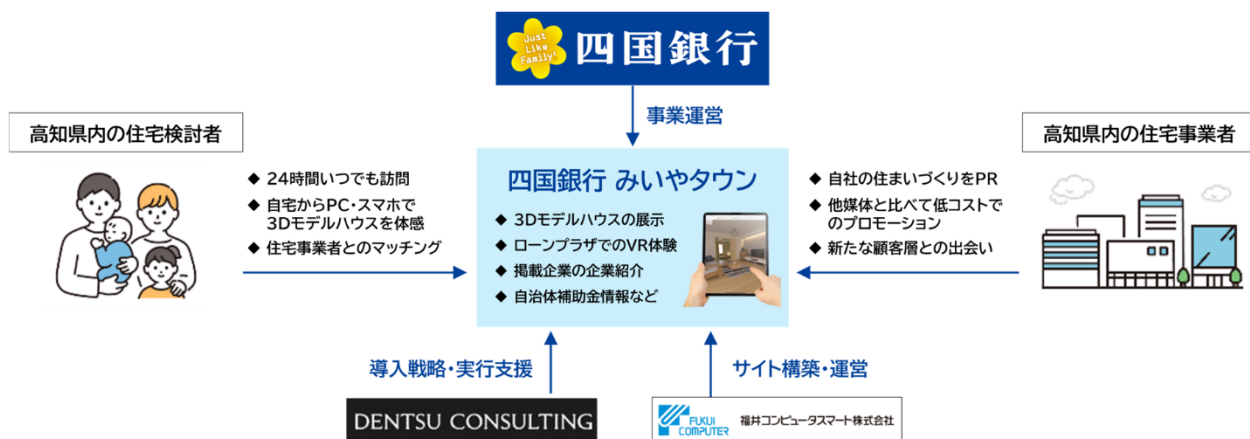 Just
Like
Family!
四国銀行
事業運営
高知県内の住宅検討者
◆ 24時間いつでも訪問
◆ 自宅からPC・スマホで
3Dモデルハウスを体感
◆ 住宅事業者とのマッチング
四国銀行 みいやタウン
◆ 3Dモデルハウスの展示
◆ ローンプラザでのVR体験
◆ 掲載企業の企業紹介
◆ 自治体補助金情報など
高知県内の住宅事業者
◆ 自社の住まいづくりをPR
◆ 他媒体と比べて低コストで
のプロモーション
◆ 新たな顧客層との出会い
導入戦略・実行支援
DENTSU CONSULTING
サイト構築・運営
FUKUI
COMPUTER
福井コンピュータスマート株式会社